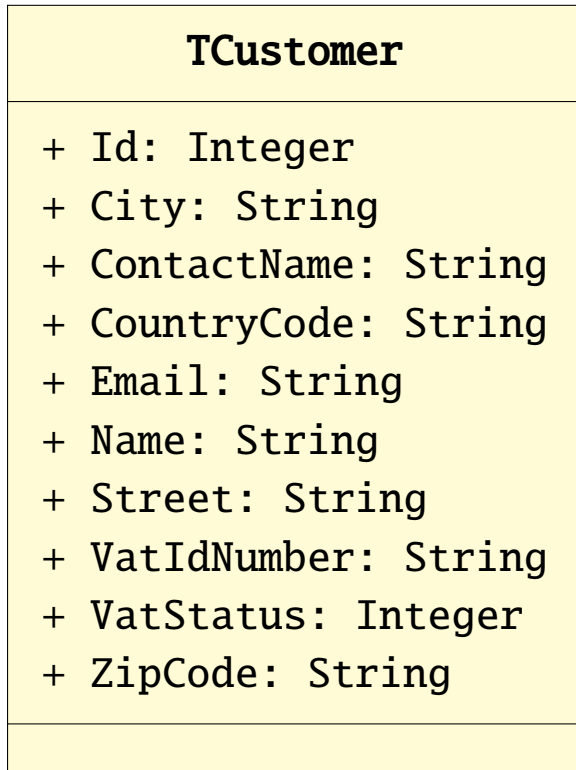 TCustomer
+ Id: Integer
+ City: String
+ ContactName: String
+ CountryCode: String
+ Email: String
+ Name: String
+ Street: String
+ VatIdNumber: String
+ VatStatus: Integer
+ ZipCode: String